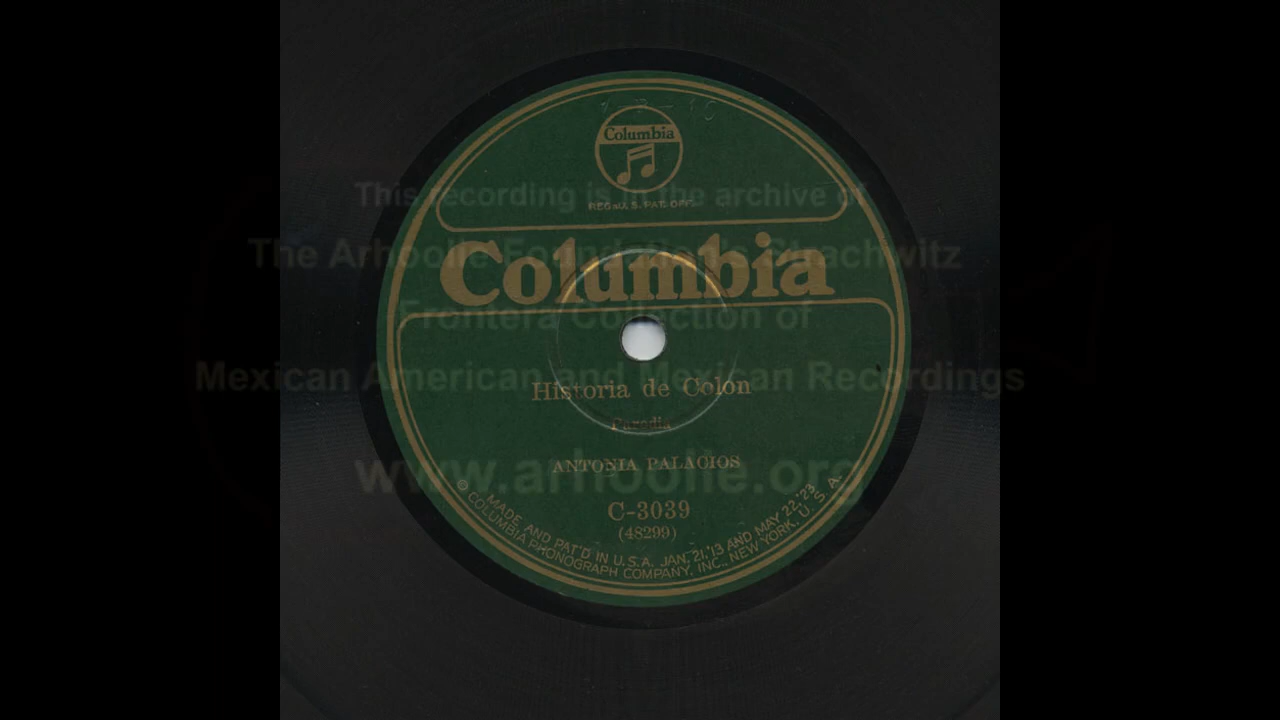 Columbia
REG'D U.S. PAT. OFF.
This recording is in the archive of
The Arhoolie Foundation's Strachwitz
Frontera Collection of
Mexican American and Mexican Recordings
www.arhoolie.org
Columbia
Historia de Colon
Parodia
ANTONIA PALACIOS
C-3039
(48299)
MADE AND PAT'D IN U.S.A. JAN. 21,'13 AND MAY 22,'23
© COLUMBIA PHONOGRAPH COMPANY, INC., NEW YORK, U. S. A.